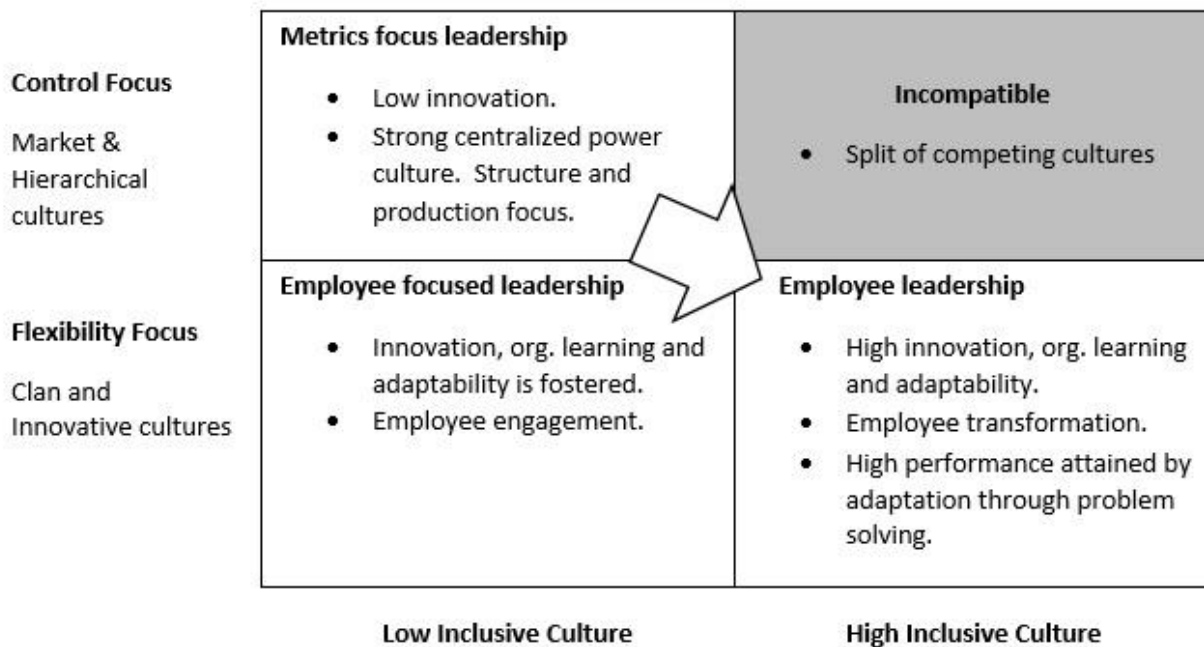 Control Focus
Market &
Hierarchical
cultures
Metrics focus leadership
• Low innovation.
• Strong centralized power
culture.  Structure and
production focus.
Incompatible
• Split of competing cultures
Flexibility Focus
Clan and
Innovative cultures
Employee focused leadership
• Innovation, org. learning and
adaptability is fostered.
• Employee engagement.
Employee leadership
• High innovation, org. learning
and adaptability.
• Employee transformation.
• High performance attained by
adaptation through problem
solving.
Low Inclusive Culture
High Inclusive Culture